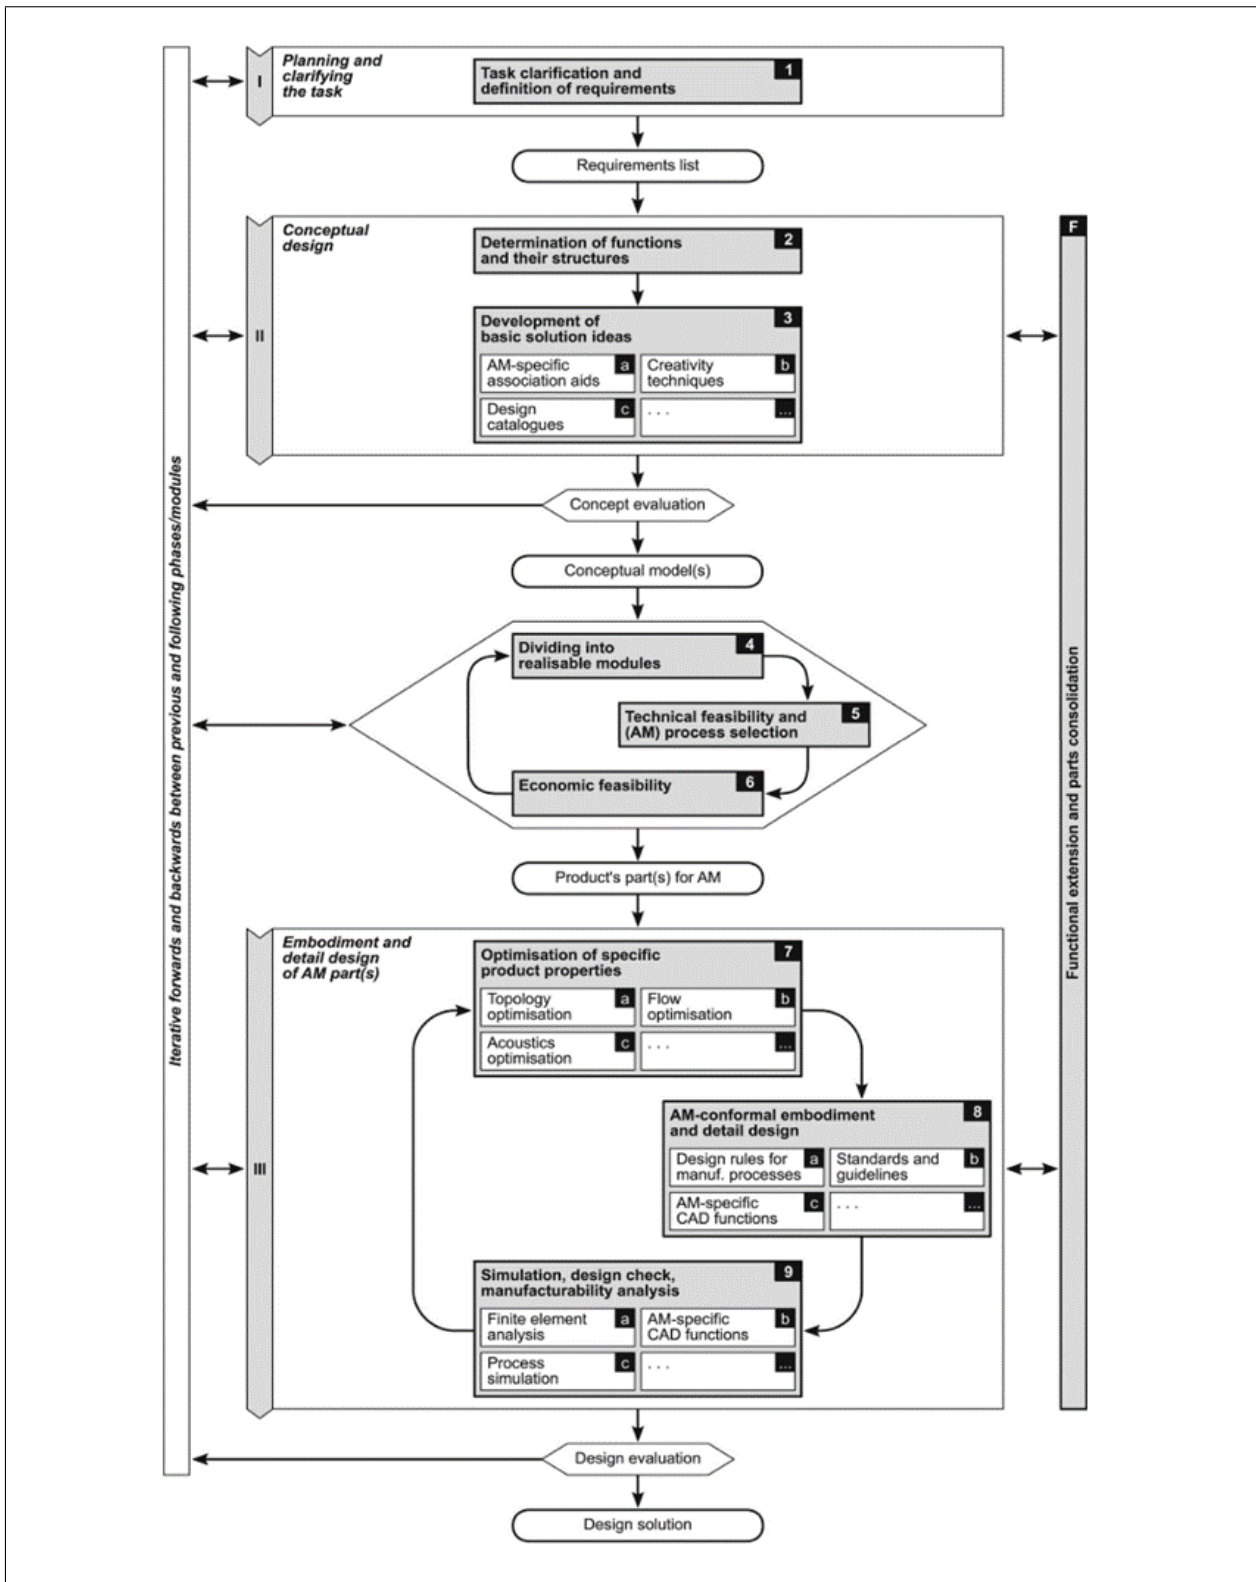 I
Planning and
clarifying
the task
Task clarification and
definition of requirements
1
Requirements list
II
Conceptual
design
Determination of functions
and their structures
2
Development of
basic solution ideas
3
AM-specific
association aids
a
Creativity
techniques
b
Design
catalogues
c
. . .
...
Concept evaluation
Conceptual model(s)
Dividing into
realisable modules
4
Technical feasibility and
(AM) process selection
5
Economic feasibility
6
Product's part(s) for AM
III
Embodiment and
detail design
of AM part(s)
Optimisation of specific
product properties
7
Topology
optimisation
a
Flow
optimisation
b
Acoustics
optimisation
c
. . .
...
AM-conformal embodiment
and detail design
8
Design rules for
manuf. processes
a
Standards and
guidelines
b
AM-specific
CAD functions
c
. . .
...
Simulation, design check,
manufacturability analysis
9
Finite element
analysis
a
AM-specific
CAD functions
b
Process
simulation
c
. . .
...
Design evaluation
Design solution
Iterative forwards and backwards between previous and following phases/modules
F
Functional extension and parts consolidation